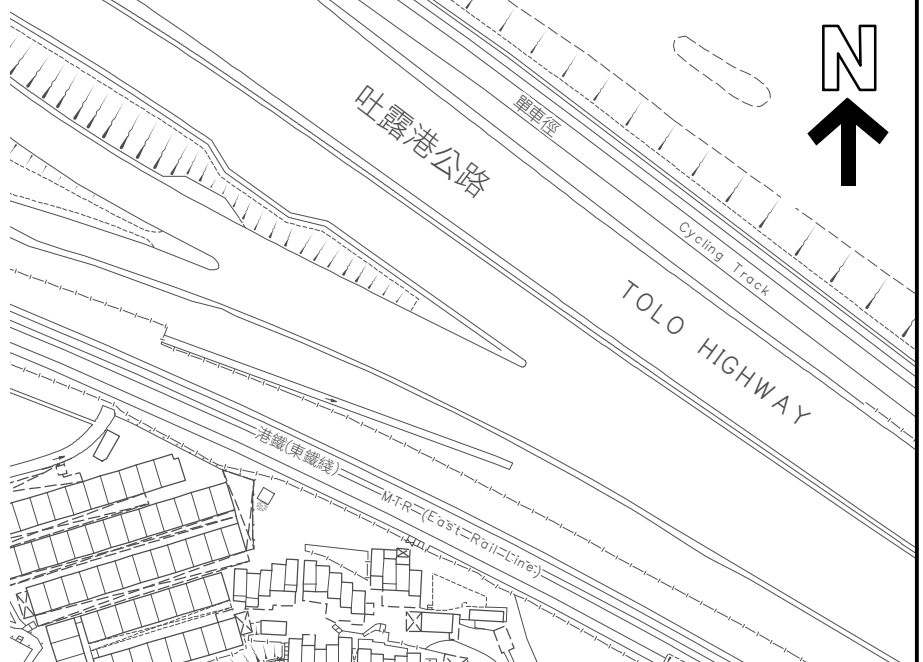 N
吐露港公路
單車徑
Cycling Track
TOLO HIGHWAY
港鐵(東鐵綫)
M-T-R-(East-Rail-Line)